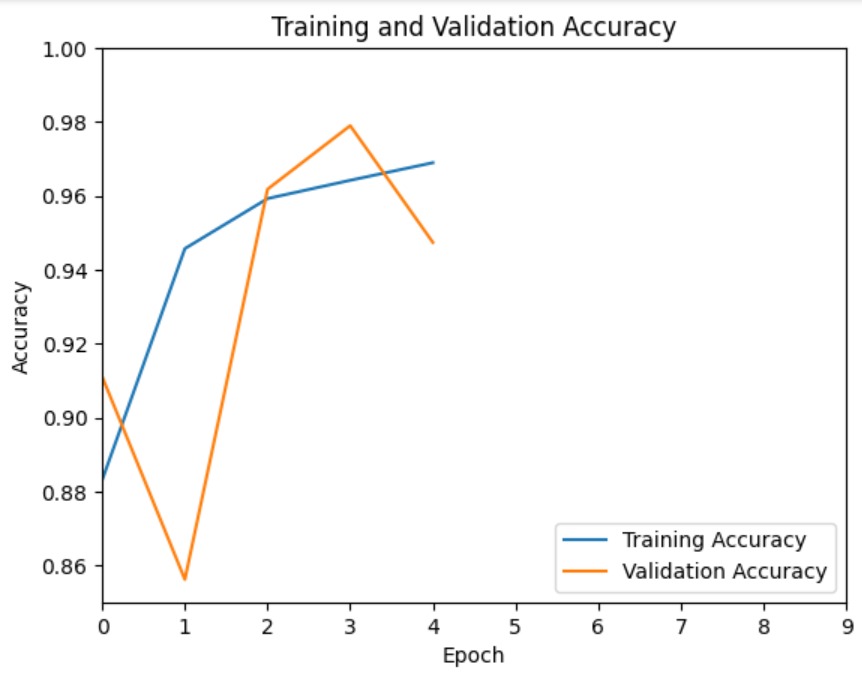 Training and Validation Accuracy
1.00
0.98
0.96
0.94
0.92
0.90
0.88
0.86
Accuracy
Training Accuracy
Validation Accuracy
0 1 2 3 4 5 6 7 8 9
Epoch